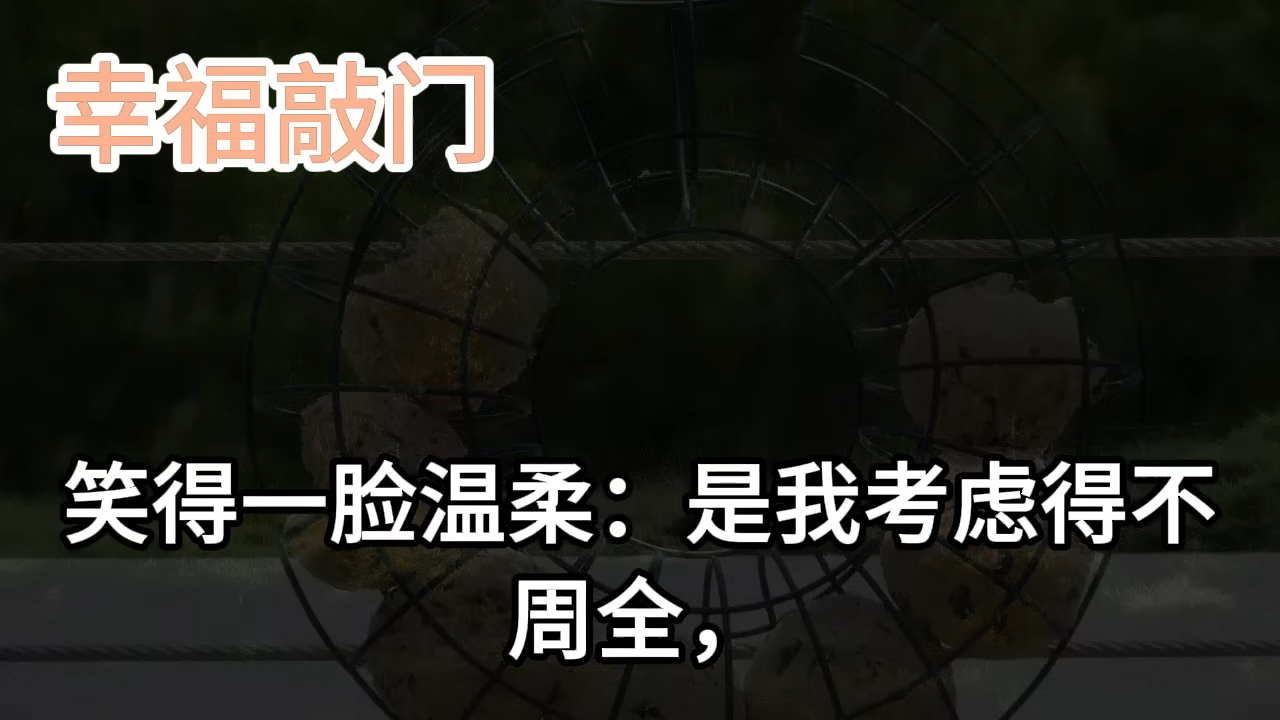 幸福敲门
笑得一脸温柔：是我考虑得不
周全，